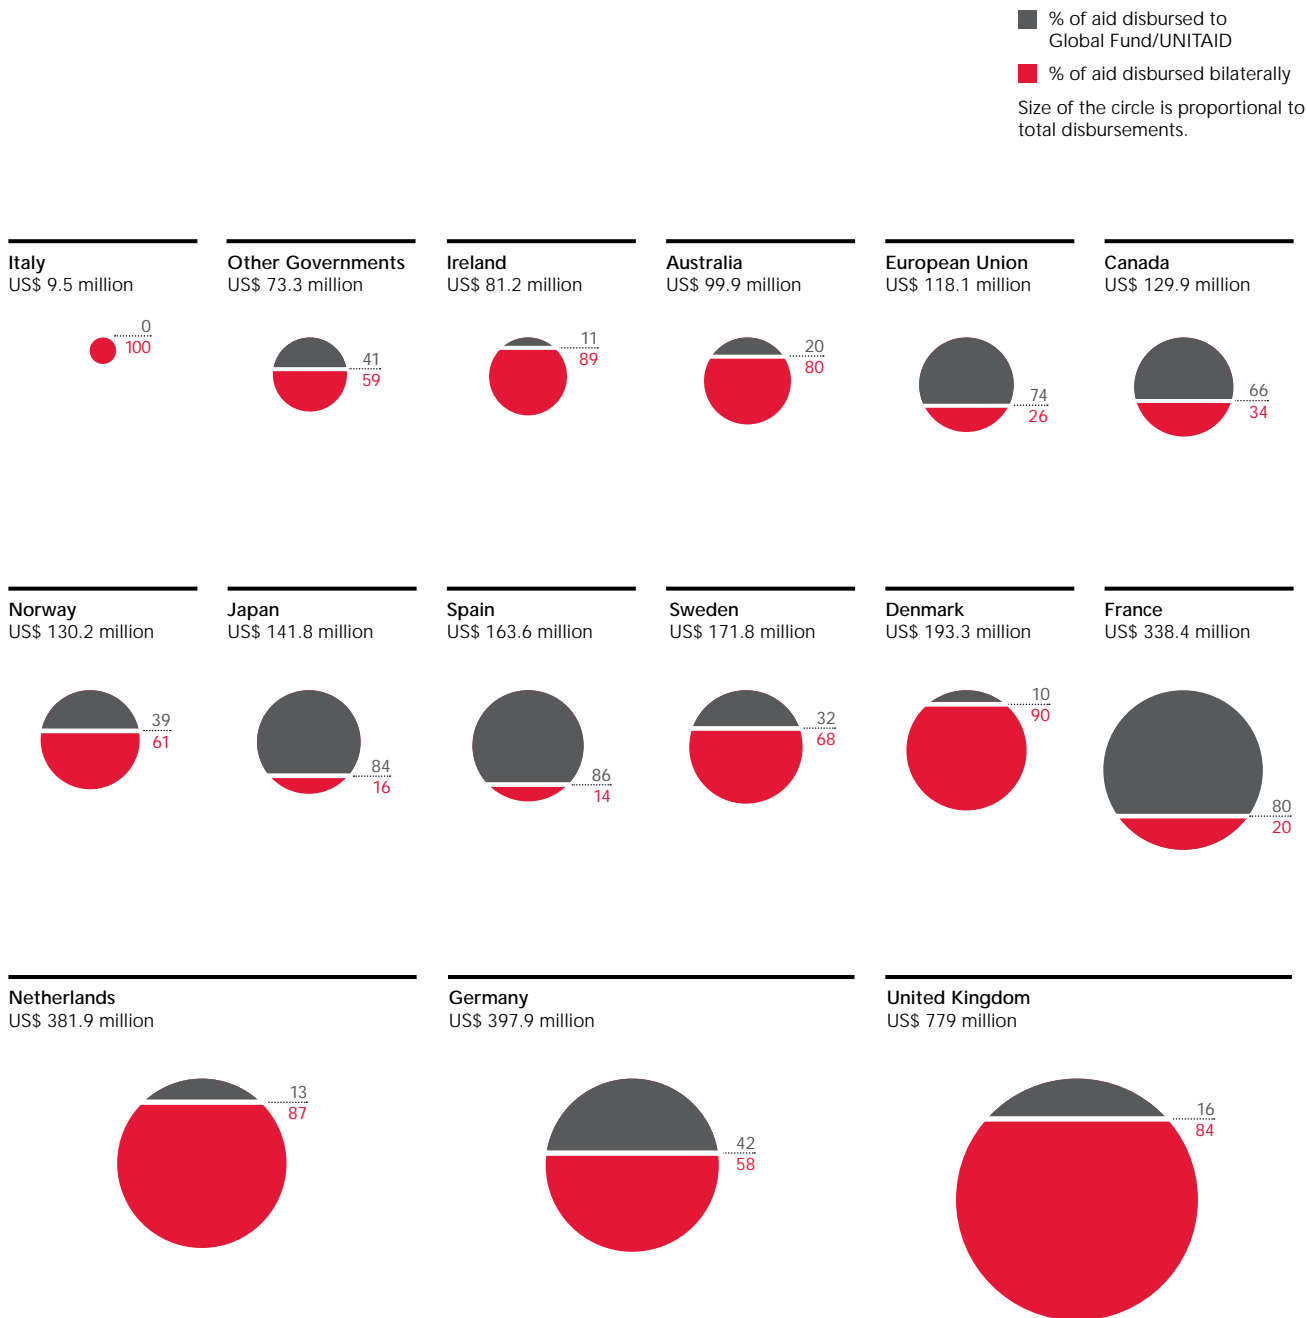 % of aid disbursed to
Global Fund/UNITAID
% of aid disbursed bilaterally
Size of the circle is proportional to
total disbursements.
Italy
US$ 9.5 million
0
100
Other Governments
US$ 73.3 million
41
59
Ireland
US$ 81.2 million
11
89
Australia
US$ 99.9 million
20
80
European Union
US$ 118.1 million
74
26
Canada
US$ 129.9 million
66
34
Norway
US$ 130.2 million
39
61
Japan
US$ 141.8 million
84
16
Spain
US$ 163.6 million
86
14
Sweden
US$ 171.8 million
32
68
Denmark
US$ 193.3 million
10
90
France
US$ 338.4 million
80
20
Netherlands
US$ 381.9 million
13
87
Germany
US$ 397.9 million
42
58
United Kingdom
US$ 779 million
16
84